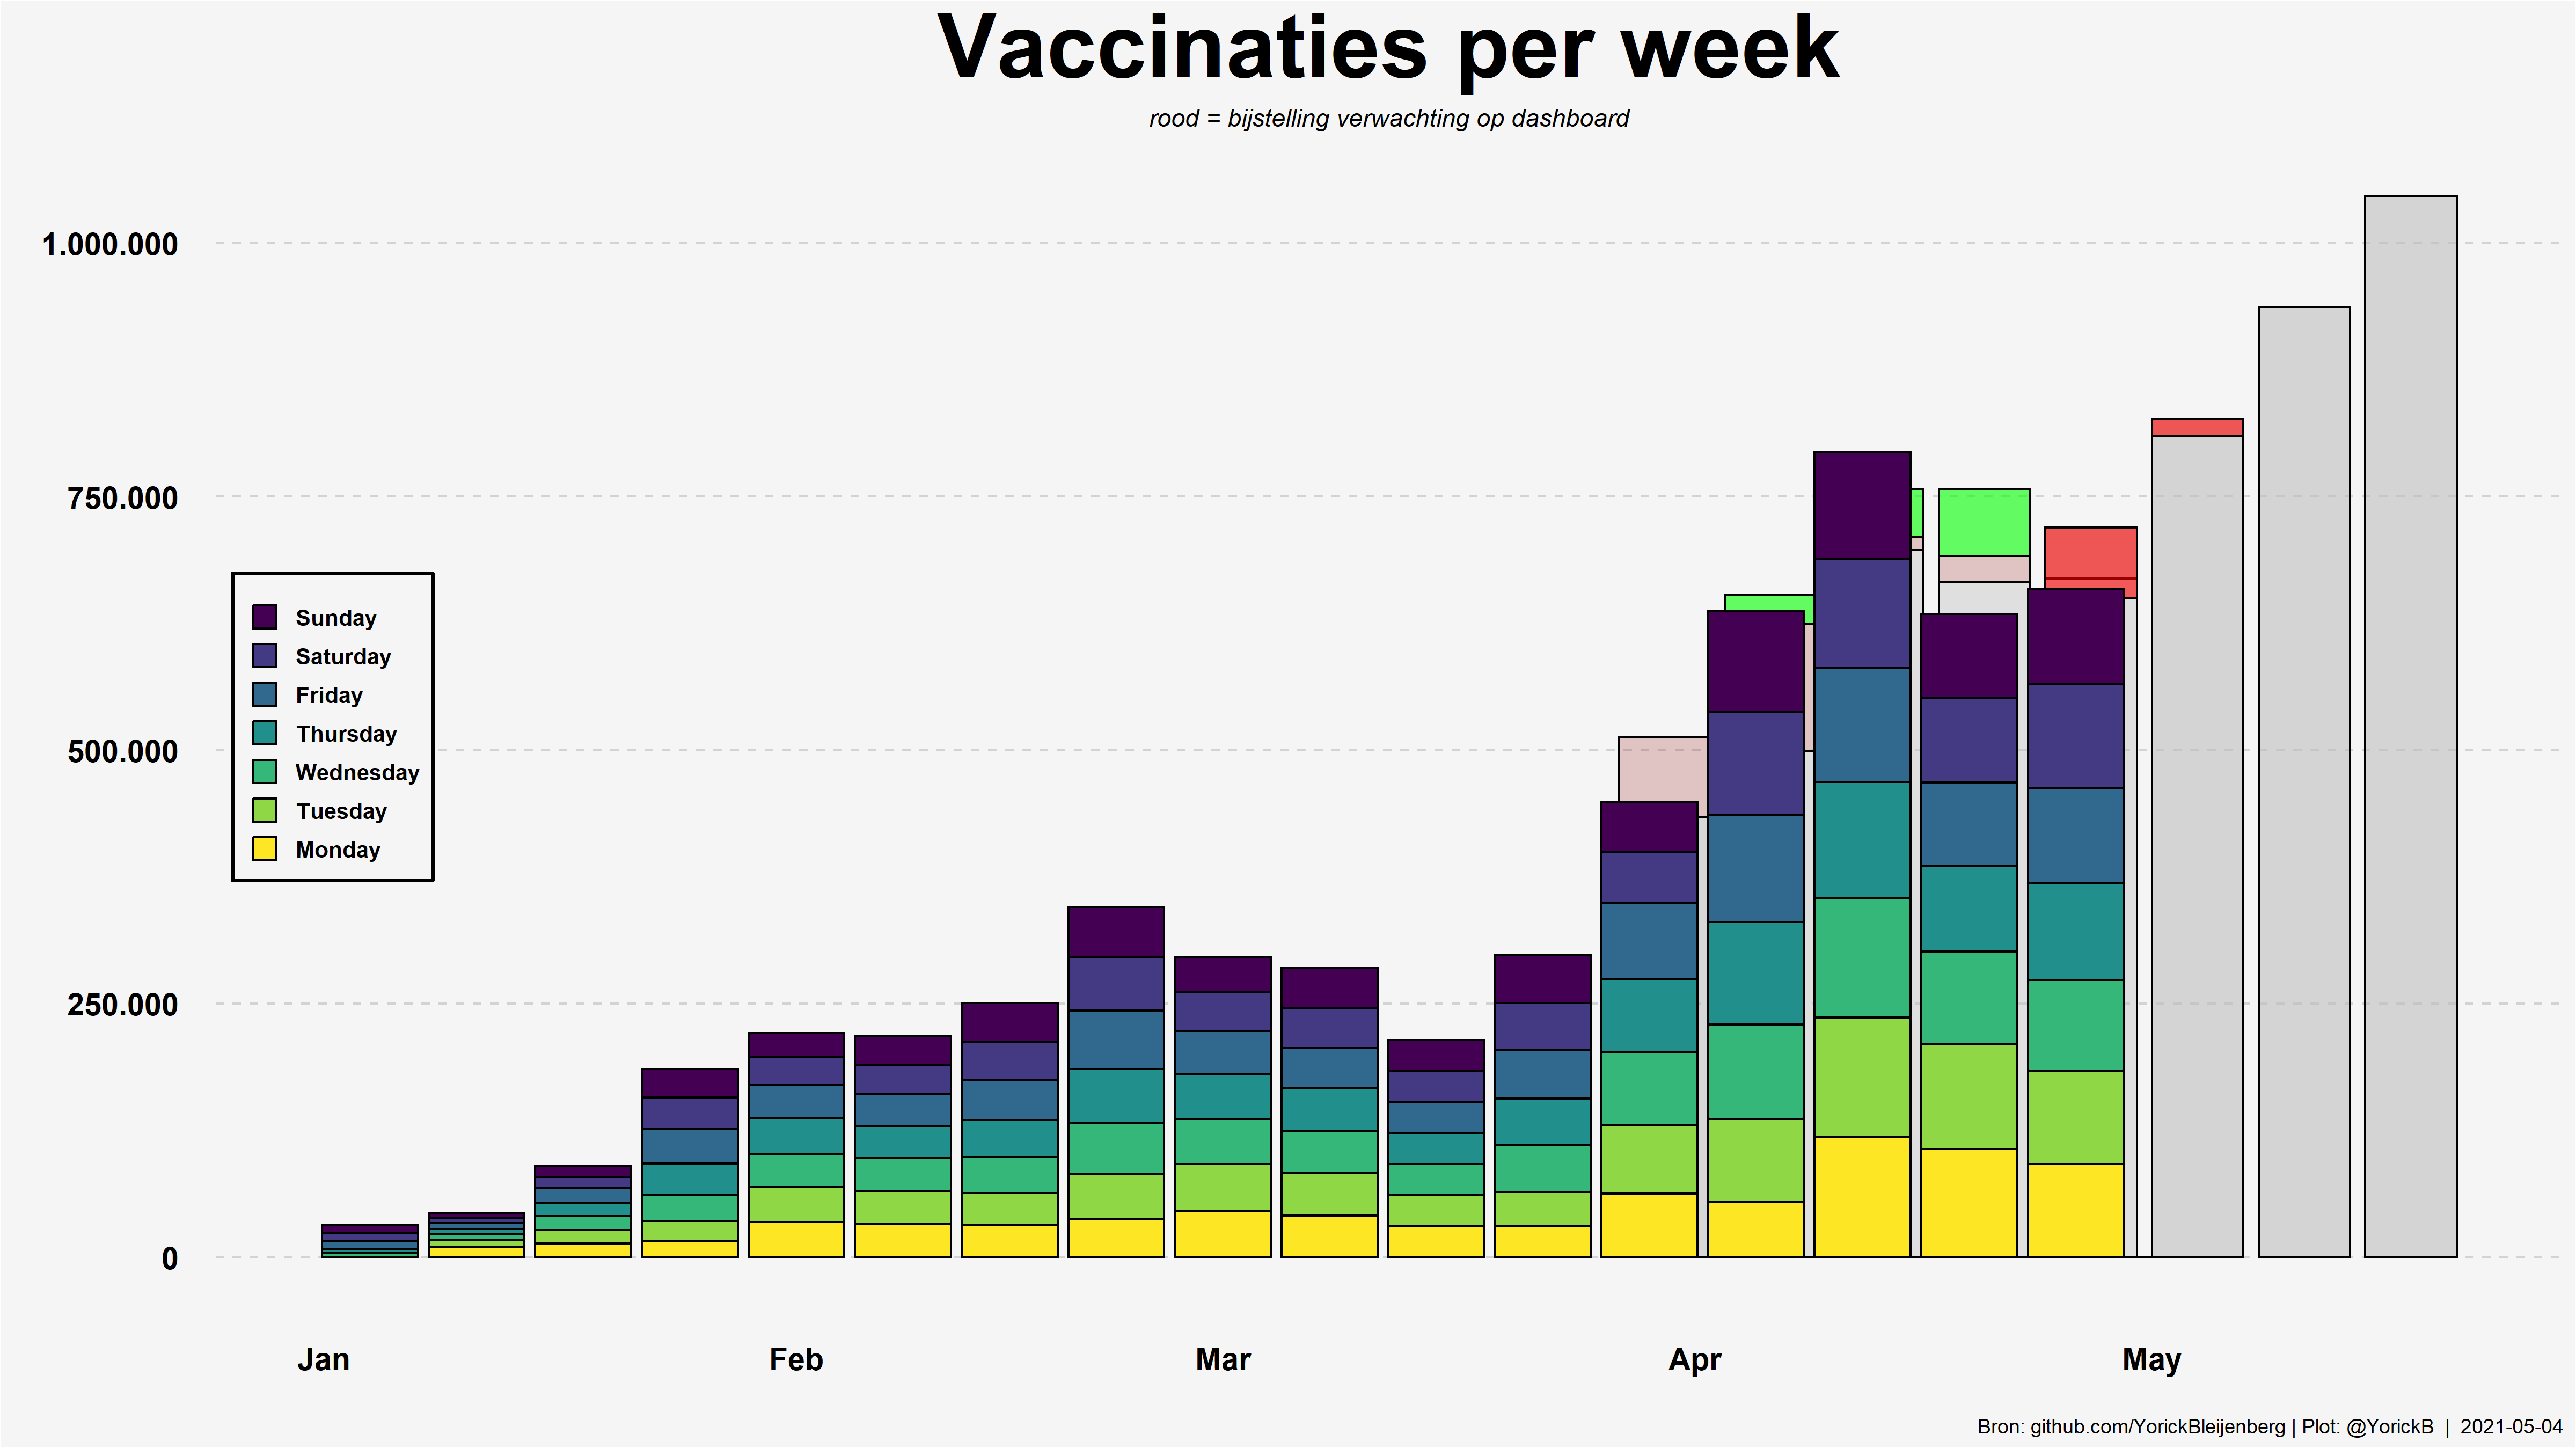 Vaccinaties per week
rood = bijstelling verwachting op dashboard
1.000.000
750.000
500.000
250.000
0
Sunday
Saturday
Friday
Thursday
Wednesday
Tuesday
Monday
Jan Feb Mar Apr May
Bron: github.com/YorickBleijenberg | Plot: @YorickB | 2021-05-04